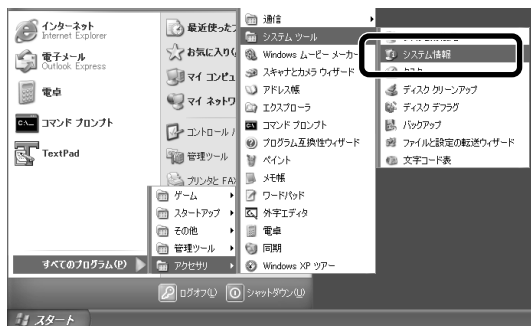 インターネット
Internet Explorer
電子メール
Outlook Express
電卓
コマンド プロンプト
TextPad
すべてのプログラム(P)
最近使った
お気に入り(
マイ コンピュ
マイ ネットワ
コントロール
管理ツール
プリンタと FAX
ゲーム
スタートアップ
その他
管理ツール
アクセサリ
通信
システム ツール
Windows ムービー メーカー
スキャナとカメラ ウィザード
アドレス帳
エクスプローラ
コマンド プロンプト
プログラム互換性ウィザード
ペイント
メモ帳
ワードパッド
外字エディタ
電卓
同期
Windows XP ツアー
システム情報
ディスク クリーンアップ
ディスク デフラグ
バックアップ
ファイルと設定の転送ウィザード
文字コード表
ログオフ(L)
シャットダウン(U)
スタート